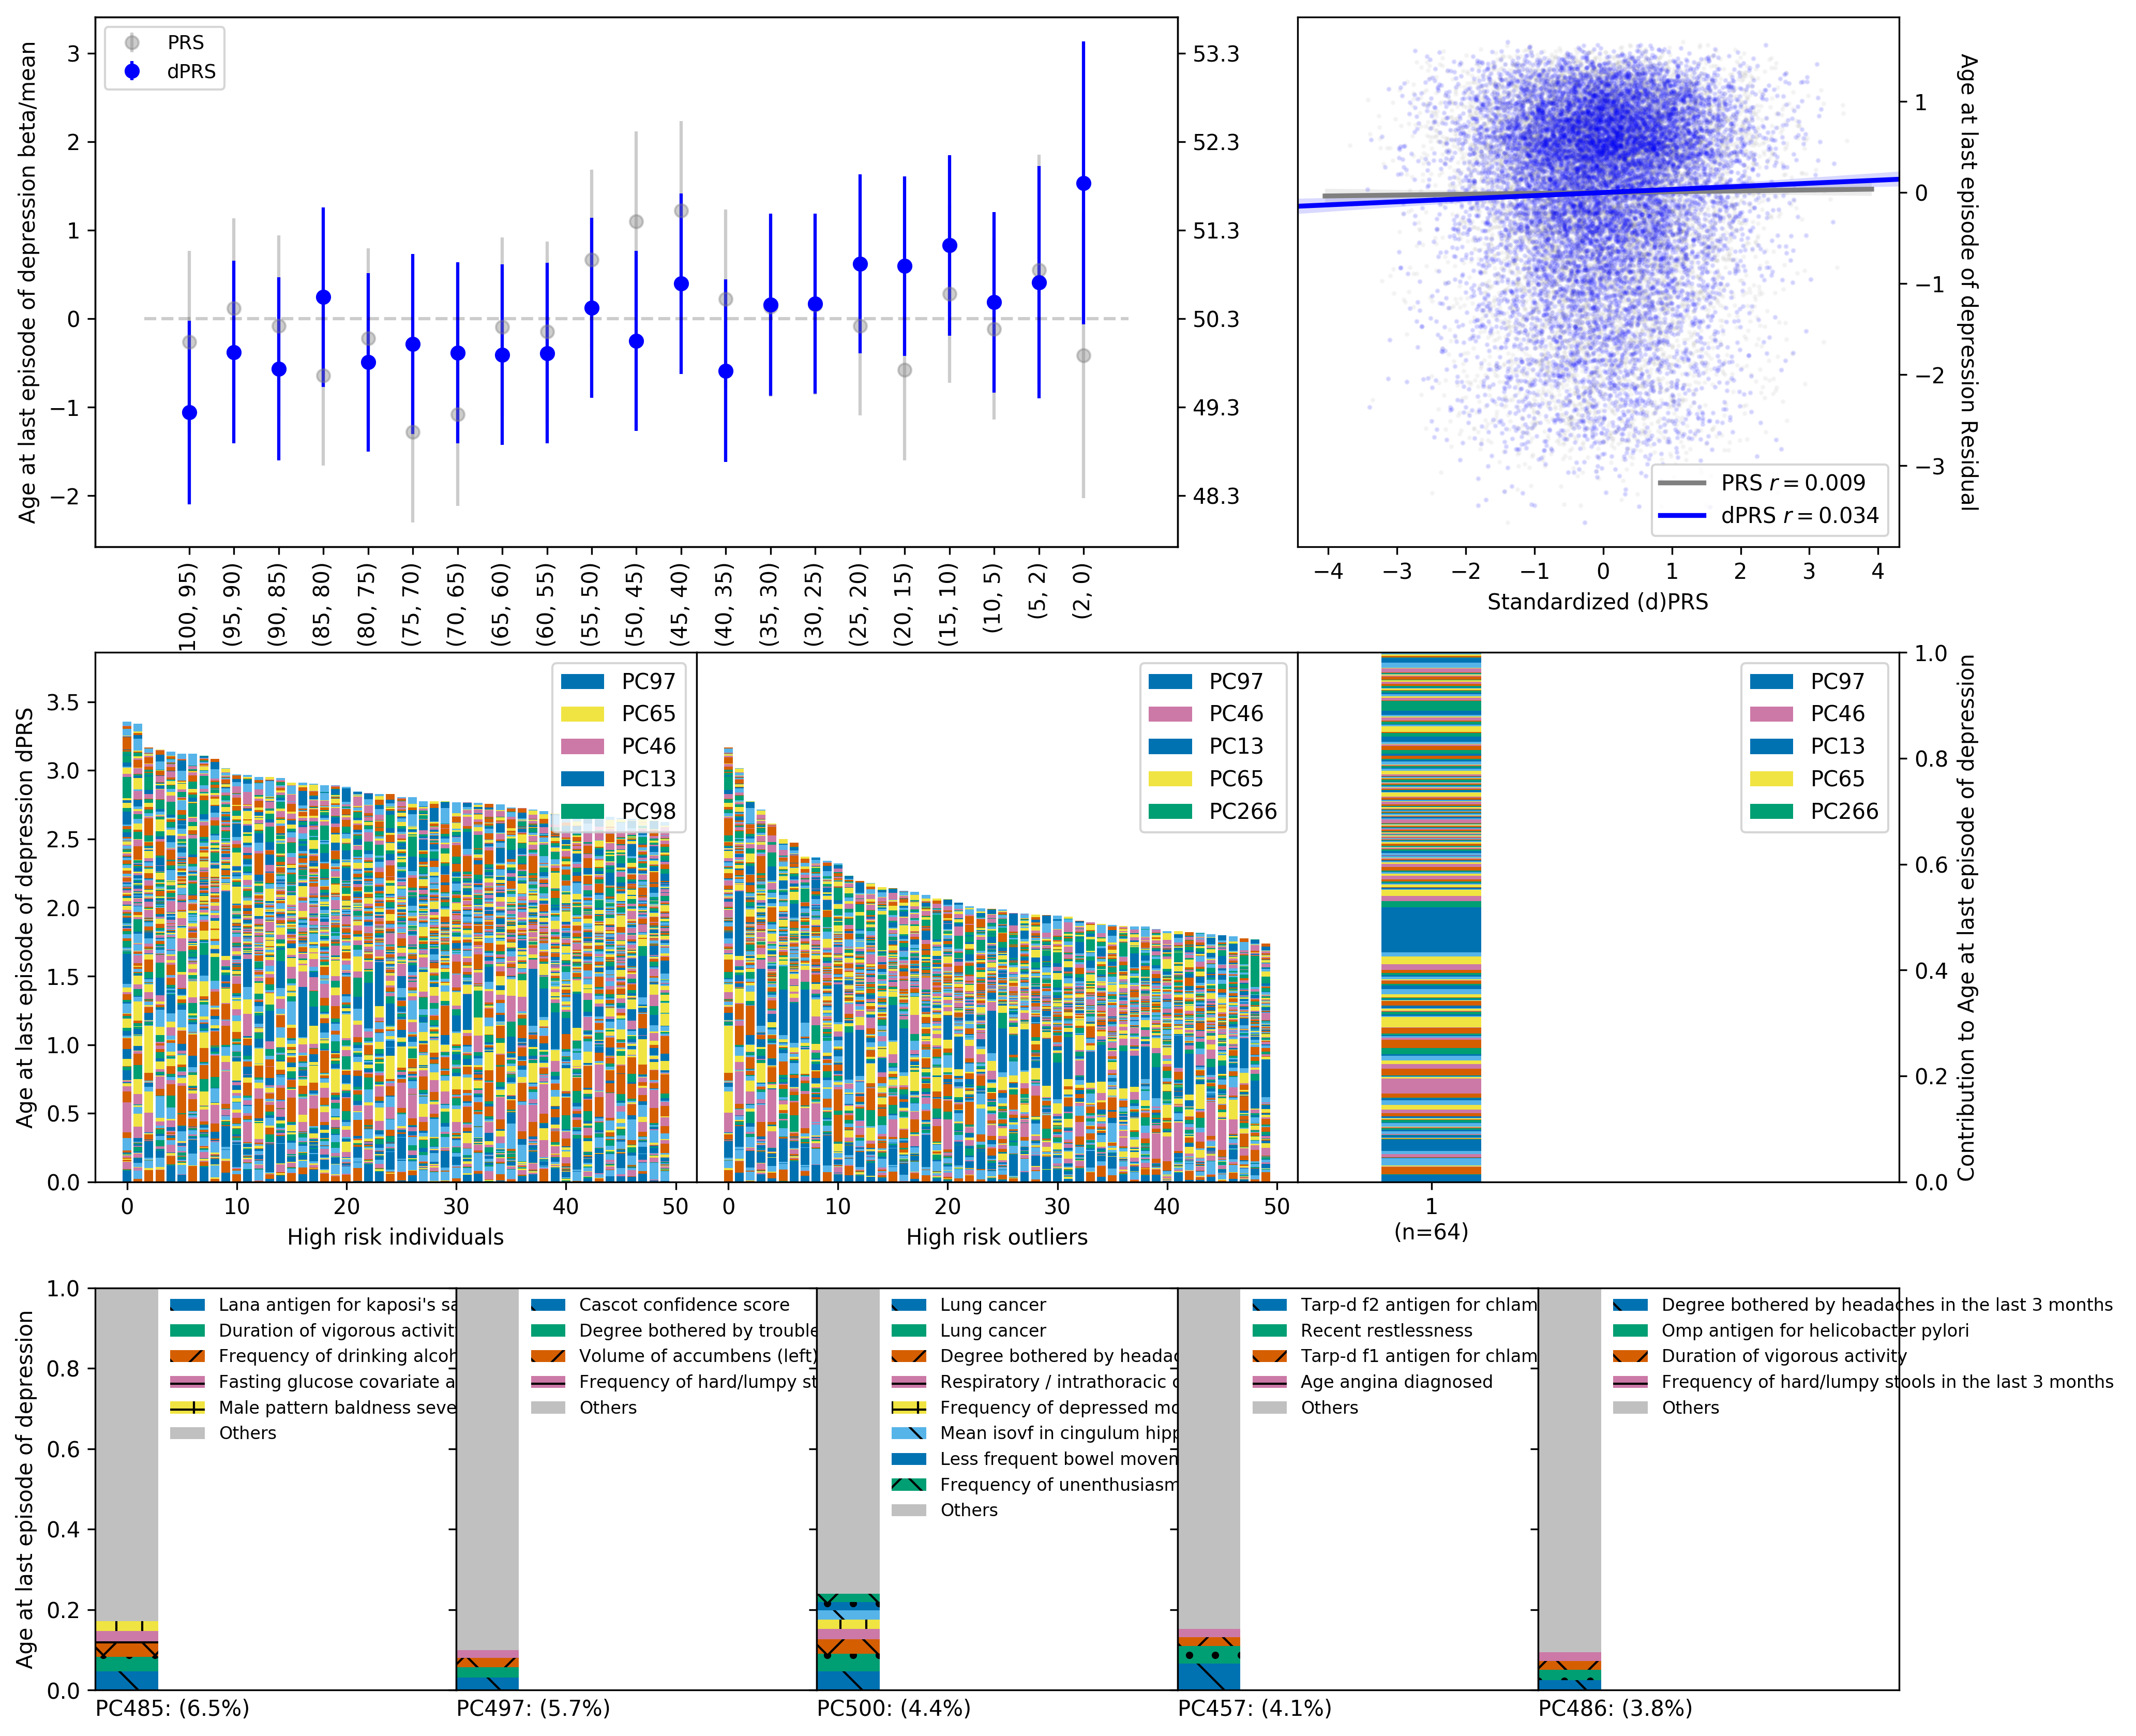 Age at last episode of depression beta/mean
PRS
dPRS
3
2
1
0
−1
−2
53.3
52.3
51.3
50.3
49.3
48.3
100, 95)
(95, 90)
(90, 85)
(85, 80)
(80, 75)
(75, 70)
(70, 65)
(65, 60)
(60, 55)
(55, 50)
(50, 45)
(45, 40)
(40, 35)
(35, 30)
(30, 25)
(25, 20)
(20, 15)
(15, 10)
(10, 5)
(5, 2)
(2, 0)
Age at last episode of depression Residual
1
0
−1
−2
−3
PRS r = 0.009
dPRS r = 0.034
−4 −3 −2 −1 0 1 2 3 4
Standardized (d)PRS
Age at last episode of depression dPRS
3.5
3.0
2.5
2.0
1.5
1.0
0.5
0.0
PC97
PC65
PC46
PC13
PC98
0 10 20 30 40 50
High risk individuals
PC97
PC46
PC13
PC65
PC266
0 10 20 30 40 50
High risk outliers
PC97
PC46
PC13
PC65
PC266
1
(n=64)
1.0
0.8
0.6
0.4
0.2
0.0
Contribution to Age at last episode of depression
Age at last episode of depression
1.0
0.8
0.6
0.4
0.2
0.0
Lana antigen for kaposi's sa
Duration of vigorous activit
Frequency of drinking alcoh
Fasting glucose covariate a
Male pattern baldness seve
Others
PC485: (6.5%)
Cascot confidence score
Degree bothered by trouble
Volume of accumbens (left)
Frequency of hard/lumpy st
Others
PC497: (5.7%)
Lung cancer
Lung cancer
Degree bothered by headac
Respiratory / intrathoracic c
Frequency of depressed mo
Mean isovf in cingulum hipp
Less frequent bowel movem
Frequency of unenthusiasm
Others
PC500: (4.4%)
Tarp-d f2 antigen for chlam
Recent restlessness
Tarp-d f1 antigen for chlam
Age angina diagnosed
Others
PC457: (4.1%)
Degree bothered by headaches in the last 3 months
Omp antigen for helicobacter pylori
Duration of vigorous activity
Frequency of hard/lumpy stools in the last 3 months
Others
PC486: (3.8%)